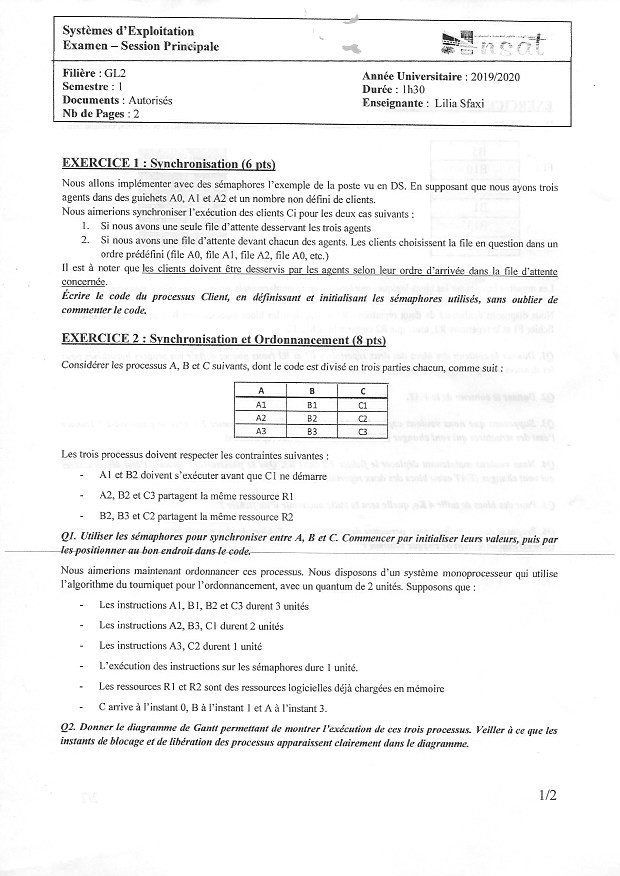 Systèmes d'Exploitation
Examen – Session Principale
insat
Filière : GL2
Semestre : 1
Documents : Autorisés
Nb de Pages : 2
Année Universitaire : 2019/2020
Durée : 1h30
Enseignante : Lilia Sfaxi
EXERCICE 1 : Synchronisation (6 pts)
Nous allons implémenter avec des sémaphores l'exemple de la poste vu en DS. En supposant que nous ayons trois
agents dans des guichets A0, A1 et A2 et un nombre non défini de clients.
Nous aimerions synchroniser l'exécution des clients Ci pour les deux cas suivants :
1. Si nous avons une seule file d'attente desservant les trois agents
2. Si nous avons une file d'attente devant chacun des agents. Les clients choisissent la file en question dans un
ordre prédéfini (file A0, file A1, file A2, file A0, etc.)
Il est à noter que les clients doivent être desservis par les agents selon leur ordre d'arrivée dans la file d'attente
concernée.
Écrire le code du processus Client, en définissant et initialisant les sémaphores utilisés, sans oublier de
commenter le code.
EXERCICE 2 : Synchronisation et Ordonnancement (8 pts)
Considérer les processus A, B et C suivants, dont le code est divisé en trois parties chacun, comme suit :
A B C
A1 B1 C1
A2 B2 C2
A3 B3 C3
Les trois processus doivent respecter les contraintes suivantes :
- A1 et B2 doivent s'exécuter avant que C1 ne démarre
- A2, B2 et C3 partagent la même ressource R1
- B2, B3 et C2 partagent la même ressource R2
Q1. Utiliser les sémaphores pour synchroniser entre A, B et C. Commencer par initialiser leurs valeurs, puis par
les positionner au bon endroit dans le code.
Nous aimerions maintenant ordonnancer ces processus. Nous disposons d'un système monoprocesseur qui utilise
l'algorithme du tourniquet pour l'ordonnancement, avec un quantum de 2 unités. Supposons que :
- Les instructions A1, B1, B2 et C3 durent 3 unités
- Les instructions A2, B3, C1 durent 2 unités
- Les instructions A3, C2 durent 1 unité
- L'exécution des instructions sur les sémaphores dure 1 unité.
- Les ressources R1 et R2 sont des ressources logicielles déjà chargées en mémoire
- C arrive à l'instant 0, B à l'instant 1 et A à l'instant 3.
Q2. Donner le diagramme de Gantt permettant de montrer l'exécution de ces trois processus. Veiller à ce que les
instants de blocage et de libération des processus apparaissent clairement dans le diagramme.
1/2